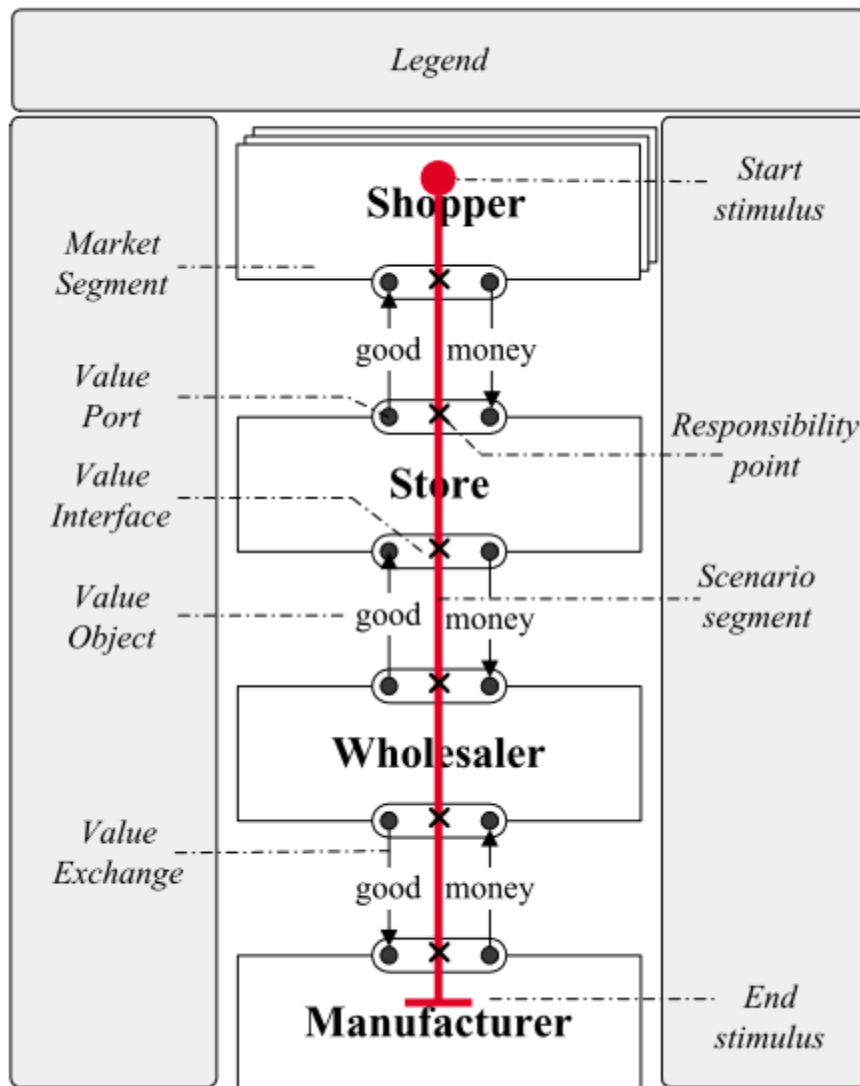 Legend
Shopper
Start
stimulus
Market
Segment
good
money
Value
Port
Responsibility
point
Store
Value
Interface
Value
Object
good
money
Scenario
segment
Wholesaler
Value
Exchange
good
money
Manufacturer
End
stimulus